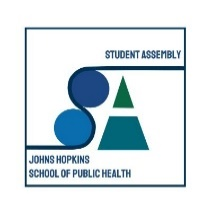 STUDENT ASSEMBLY
JOHNS HOPKINS
SCHOOL OF PUBLIC HEALTH